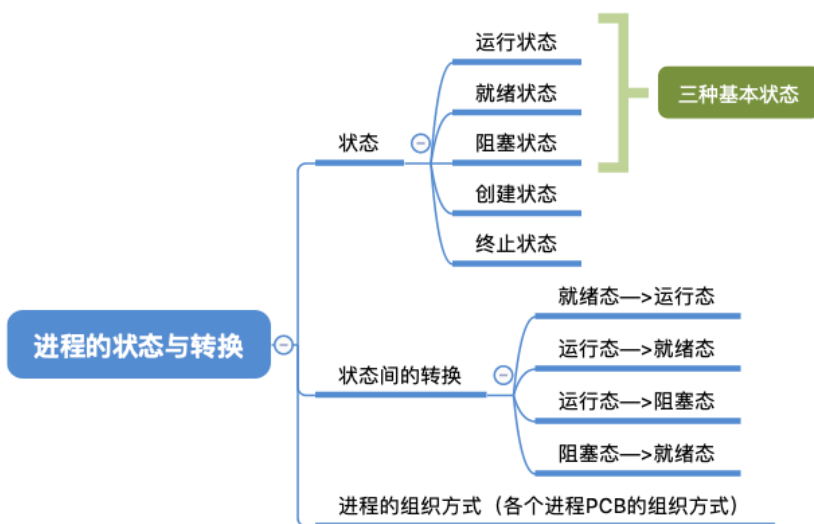 运行状态
就绪状态
三种基本状态
状态
阻塞状态
创建状态
终止状态
进程的状态与转换
状态间的转换
就绪态—>运行态
运行态—>就绪态
运行态—>阻塞态
阻塞态—>就绪态
进程的组织方式（各个进程PCB的组织方式）